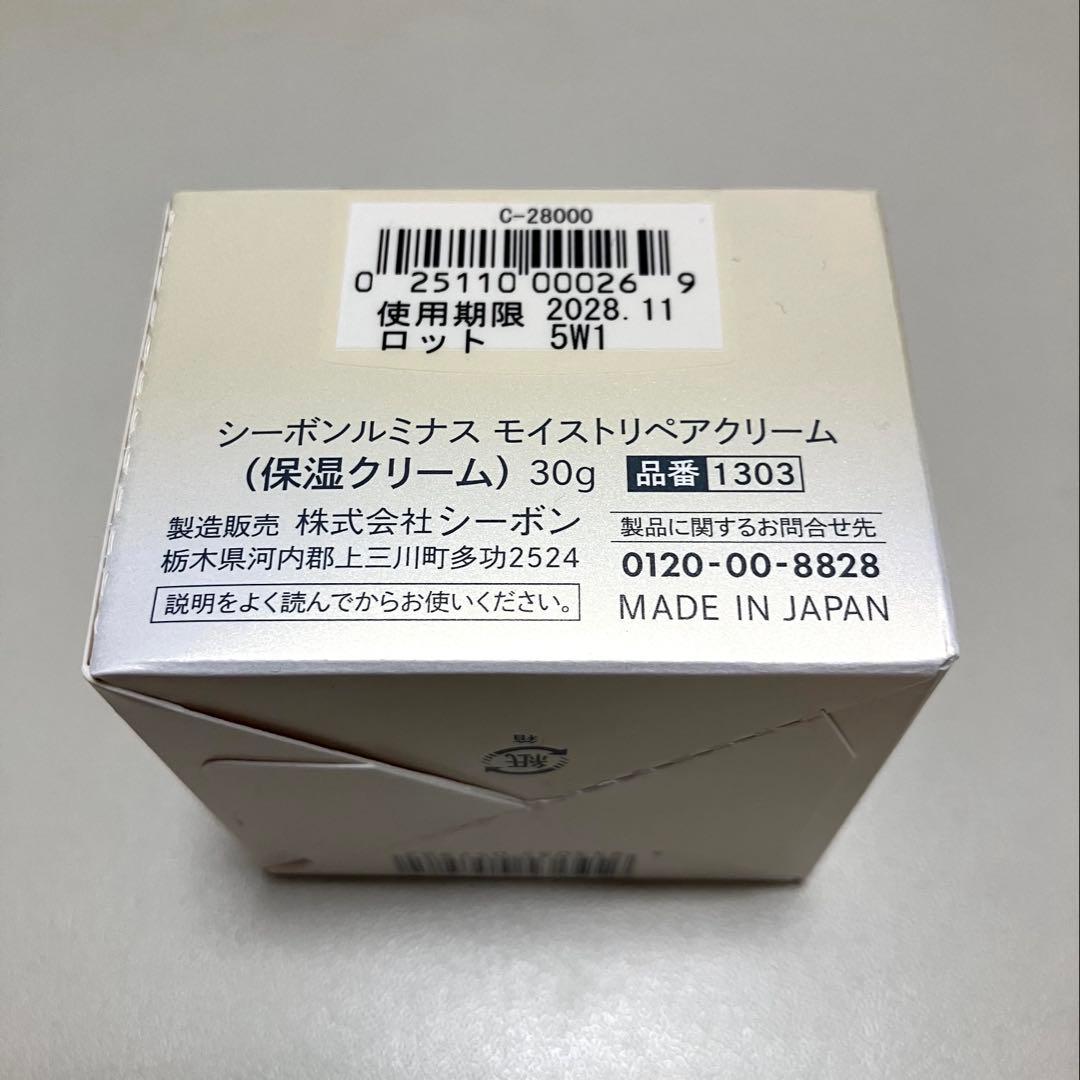 C-28000
0 25110 00026 9
使用期限 2028.11
ロット 5W1
シーボンルミナス モイストリペアクリーム
(保湿クリーム) 30g 品番 1303
製造販売 株式会社シーボン
栃木県河内郡上三川町多功2524
説明をよく読んでからお使いください。
製品に関するお問合せ先
0120-00-8828
MADE IN JAPAN
箱
紙